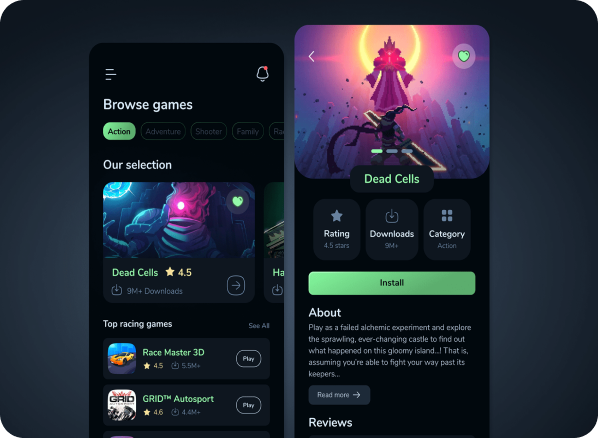 Browse games
Action
Adventure
Shooter
Family
Our selection
Dead Cells
4.5
9M+ Downloads
Ha
Top racing games
See All
Race Master 3D
4.5
5.5M+
Play
GRID™ Autosport
4.6
4.4M+
Play
Dead Cells
Rating
4.5 stars
Downloads
9M+
Category
Action
Install
About
Play as a failed alchemic experiment and explore
the sprawling, ever-changing castle to find out
what happened on this gloomy island...! That is,
assuming you're able to fight your way past its
keepers...
Read more
Reviews